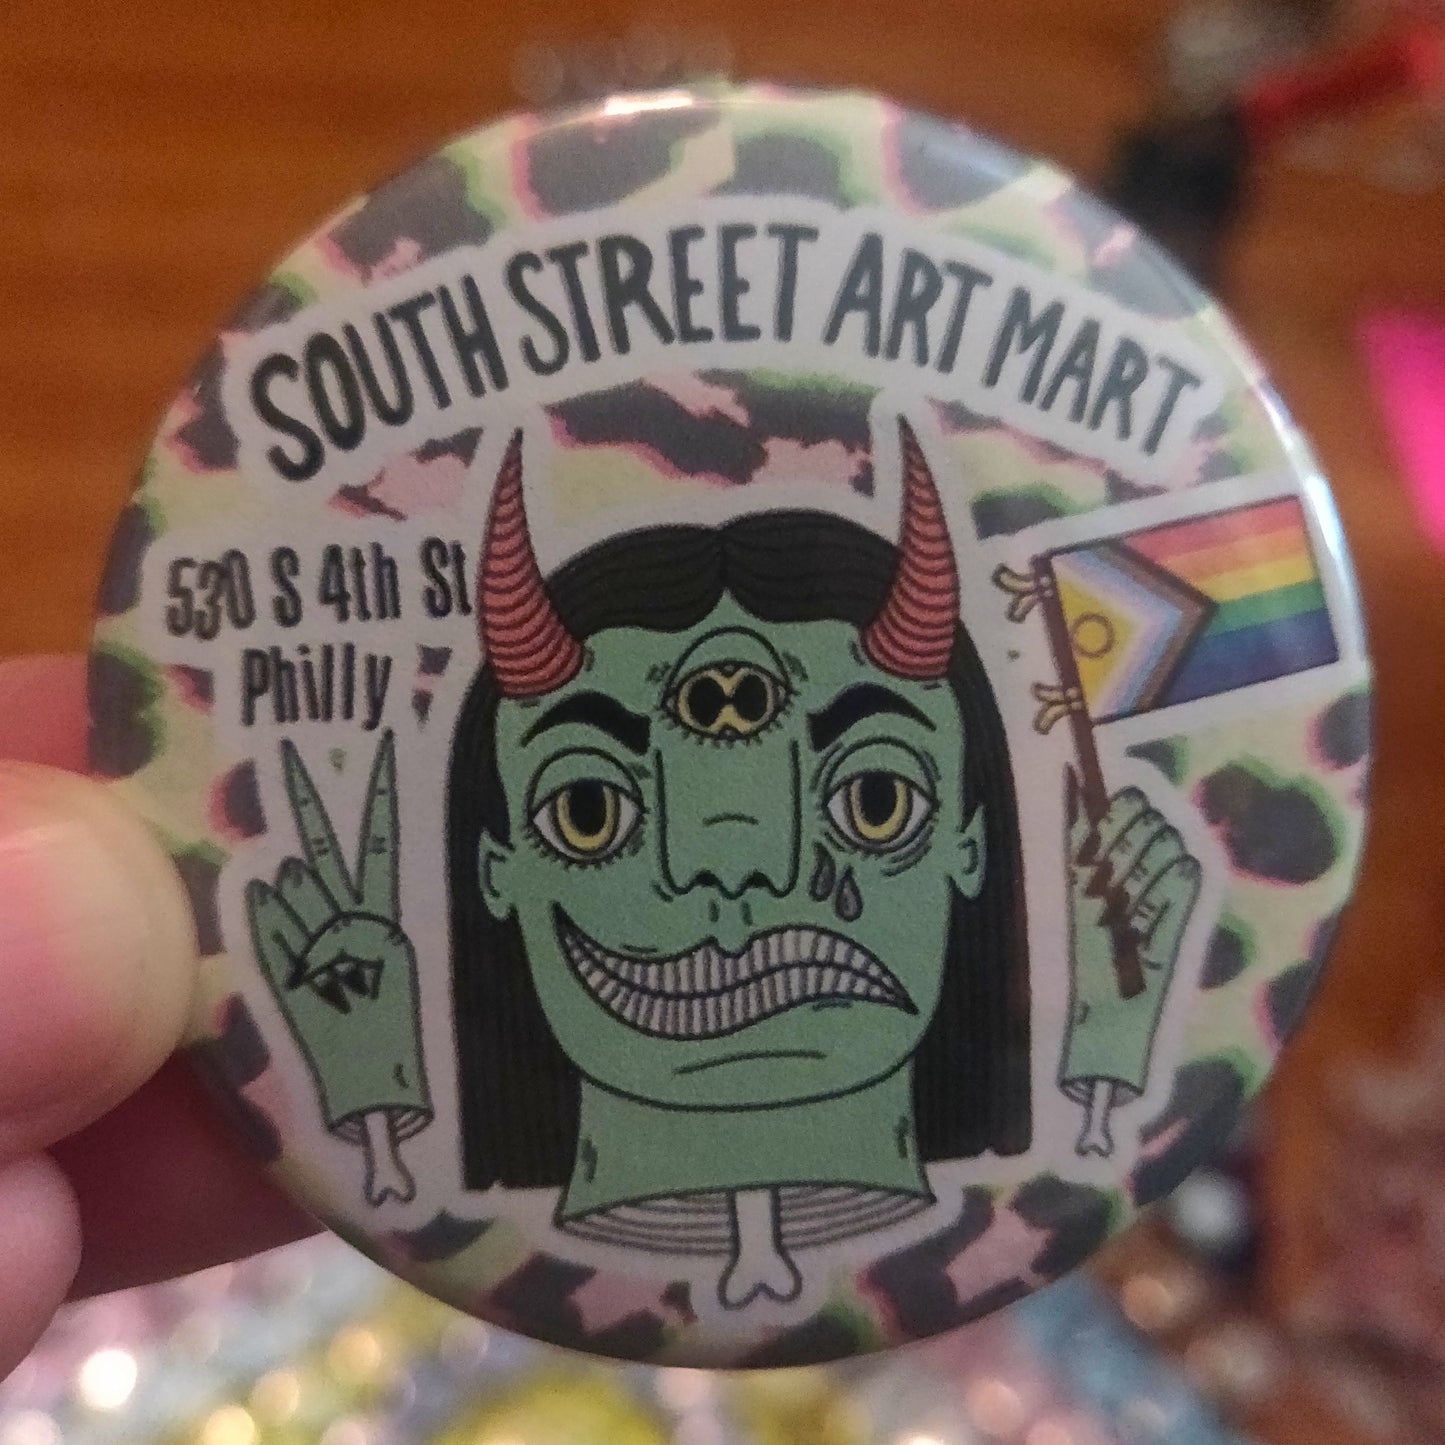 SOUTH STREET ART MART
530 S 4th St
Philly